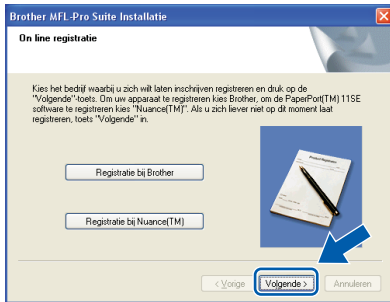 Brother MFL-Pro Suite Installatie
On line registratie
Kies het bedrijf waarbij u zich wilt laten inschrijven registreren en druk op de
"Volgende"-toets. Om uw apparaat te registreren kies Brother, om de PaperPort(TM) 11SE
software te registreren kies "Nuance(TM)". Als u zich liever niet op dit moment laat
registreren, toets "Volgende" in.
Registratie bij Brother
Registratie bij Nuance(TM)
Product Registration
< Vorige
Volgende >
Annuleren